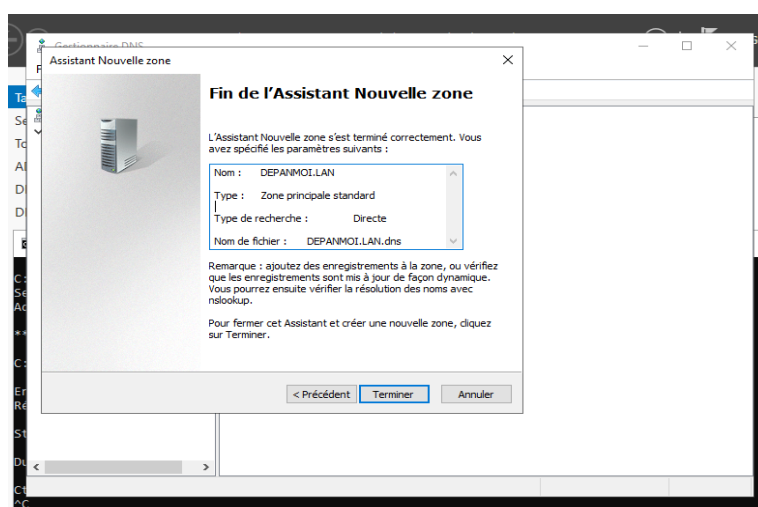 Gestionnaire DNS
Assistant Nouvelle zone
Fin de l’Assistant Nouvelle zone
L’Assistant Nouvelle zone s’est terminé correctement. Vous
avez spécifié les paramètres suivants :
Nom : DEPANMOI.LAN
Type : Zone principale standard
Type de recherche : Directe
Nom de fichier : DEPANMOI.LAN.dns
Remarque : ajoutez des enregistrements à la zone, ou vérifiez
que les enregistrements sont mis à jour de façon dynamique.
Vous pourrez ensuite vérifier la résolution des noms avec
nslookup.
Pour fermer cet Assistant et créer une nouvelle zone, cliquez
sur Terminer.
< Précédent Terminer Annuler
^C